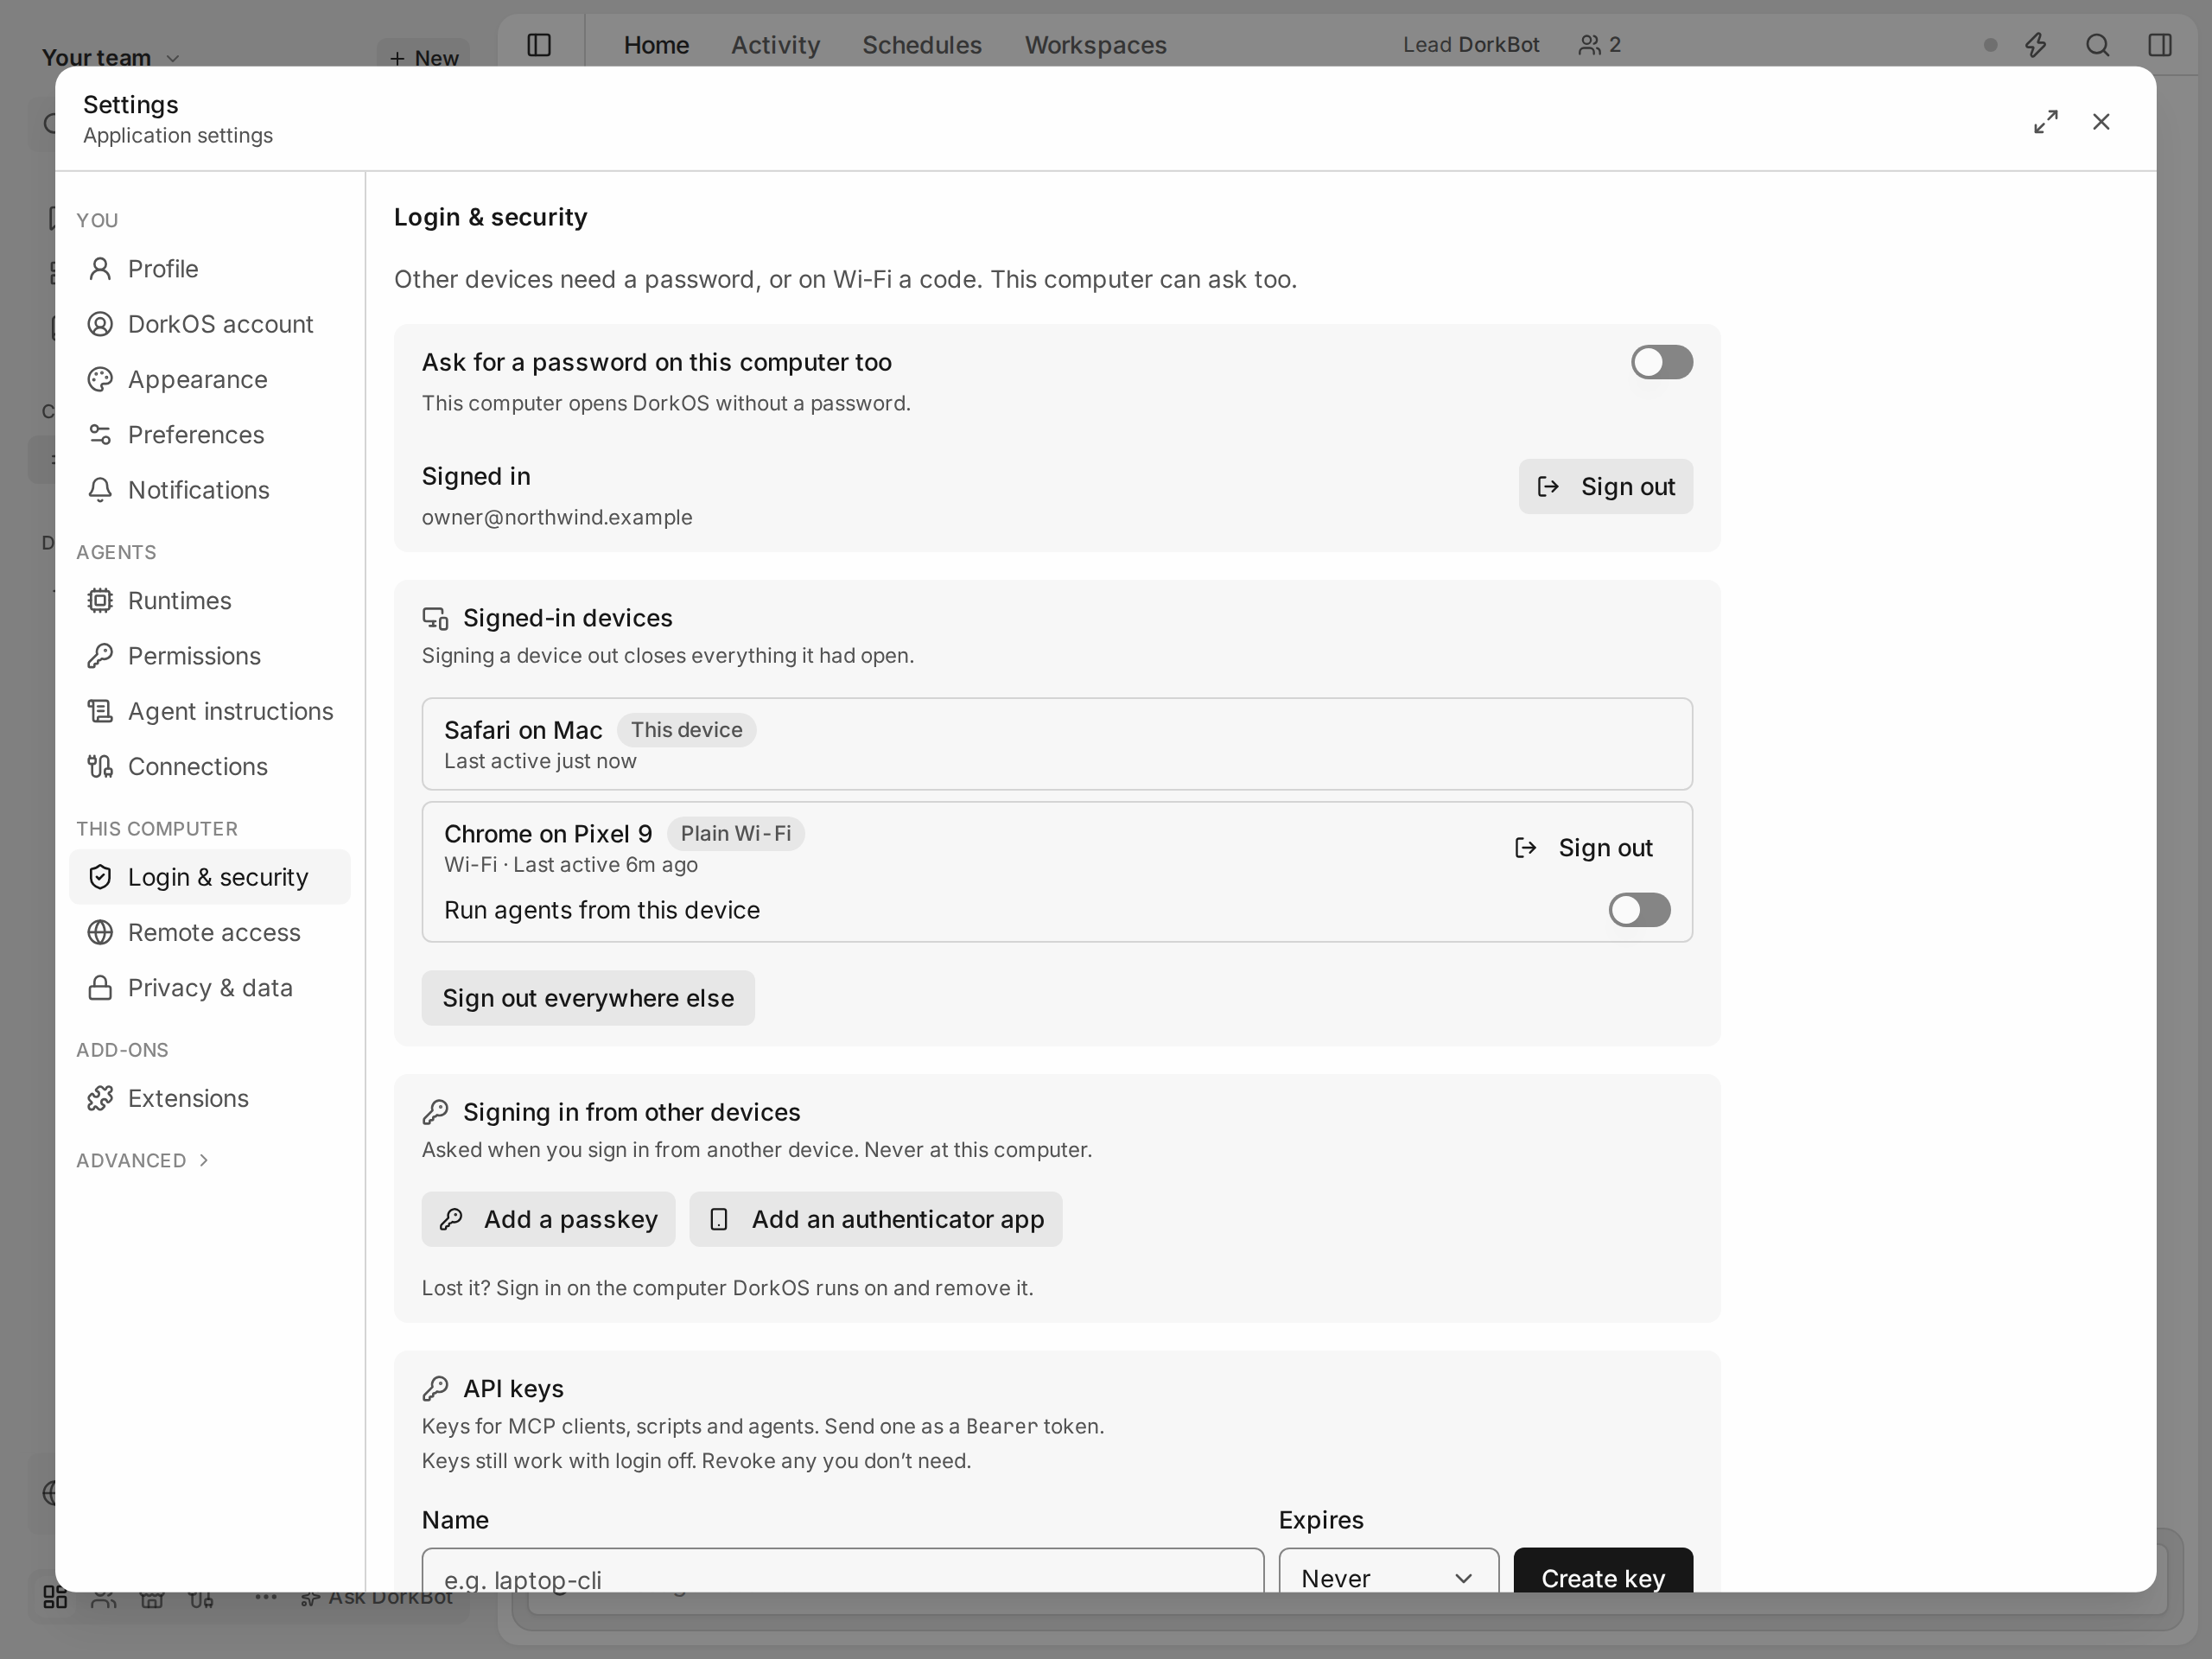 Your team
New
Home
Activity
Schedules
Workspaces
Lead DorkBot
2
Settings
Application settings
YOU
Profile
DorkOS account
Appearance
Preferences
Notifications
AGENTS
Runtimes
Permissions
Agent instructions
Connections
THIS COMPUTER
Login & security
Remote access
Privacy & data
ADD-ONS
Extensions
ADVANCED
Login & security
Other devices need a password, or on Wi-Fi a code. This computer can ask too.
Ask for a password on this computer too
This computer opens DorkOS without a password.
Signed in
owner@northwind.example
Sign out
Signed-in devices
Signing a device out closes everything it had open.
Safari on Mac
This device
Last active just now
Chrome on Pixel 9
Plain Wi-Fi
Wi-Fi · Last active 6m ago
Sign out
Run agents from this device
Sign out everywhere else
Signing in from other devices
Asked when you sign in from another device. Never at this computer.
Add a passkey
Add an authenticator app
Lost it? Sign in on the computer DorkOS runs on and remove it.
API keys
Keys for MCP clients, scripts and agents. Send one as a Bearer token.
Keys still work with login off. Revoke any you don’t need.
Name
Expires
e.g. laptop-cli
Never
Create key
Ask DorkBot